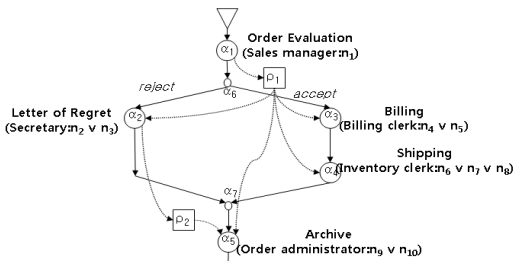 Order Evaluation
α1 (Sales manager:n1)
ρ1
reject
α6
accept
Letter of Regret
(Secretary:n2 v n3)
α2
α3
Billing
(Billing clerk:n4 v n5)
Shipping
α4
(Inventory clerk:n6 v n7 v n8)
α7
ρ2
Archive
α5
(Order administrator:n9 v n10)